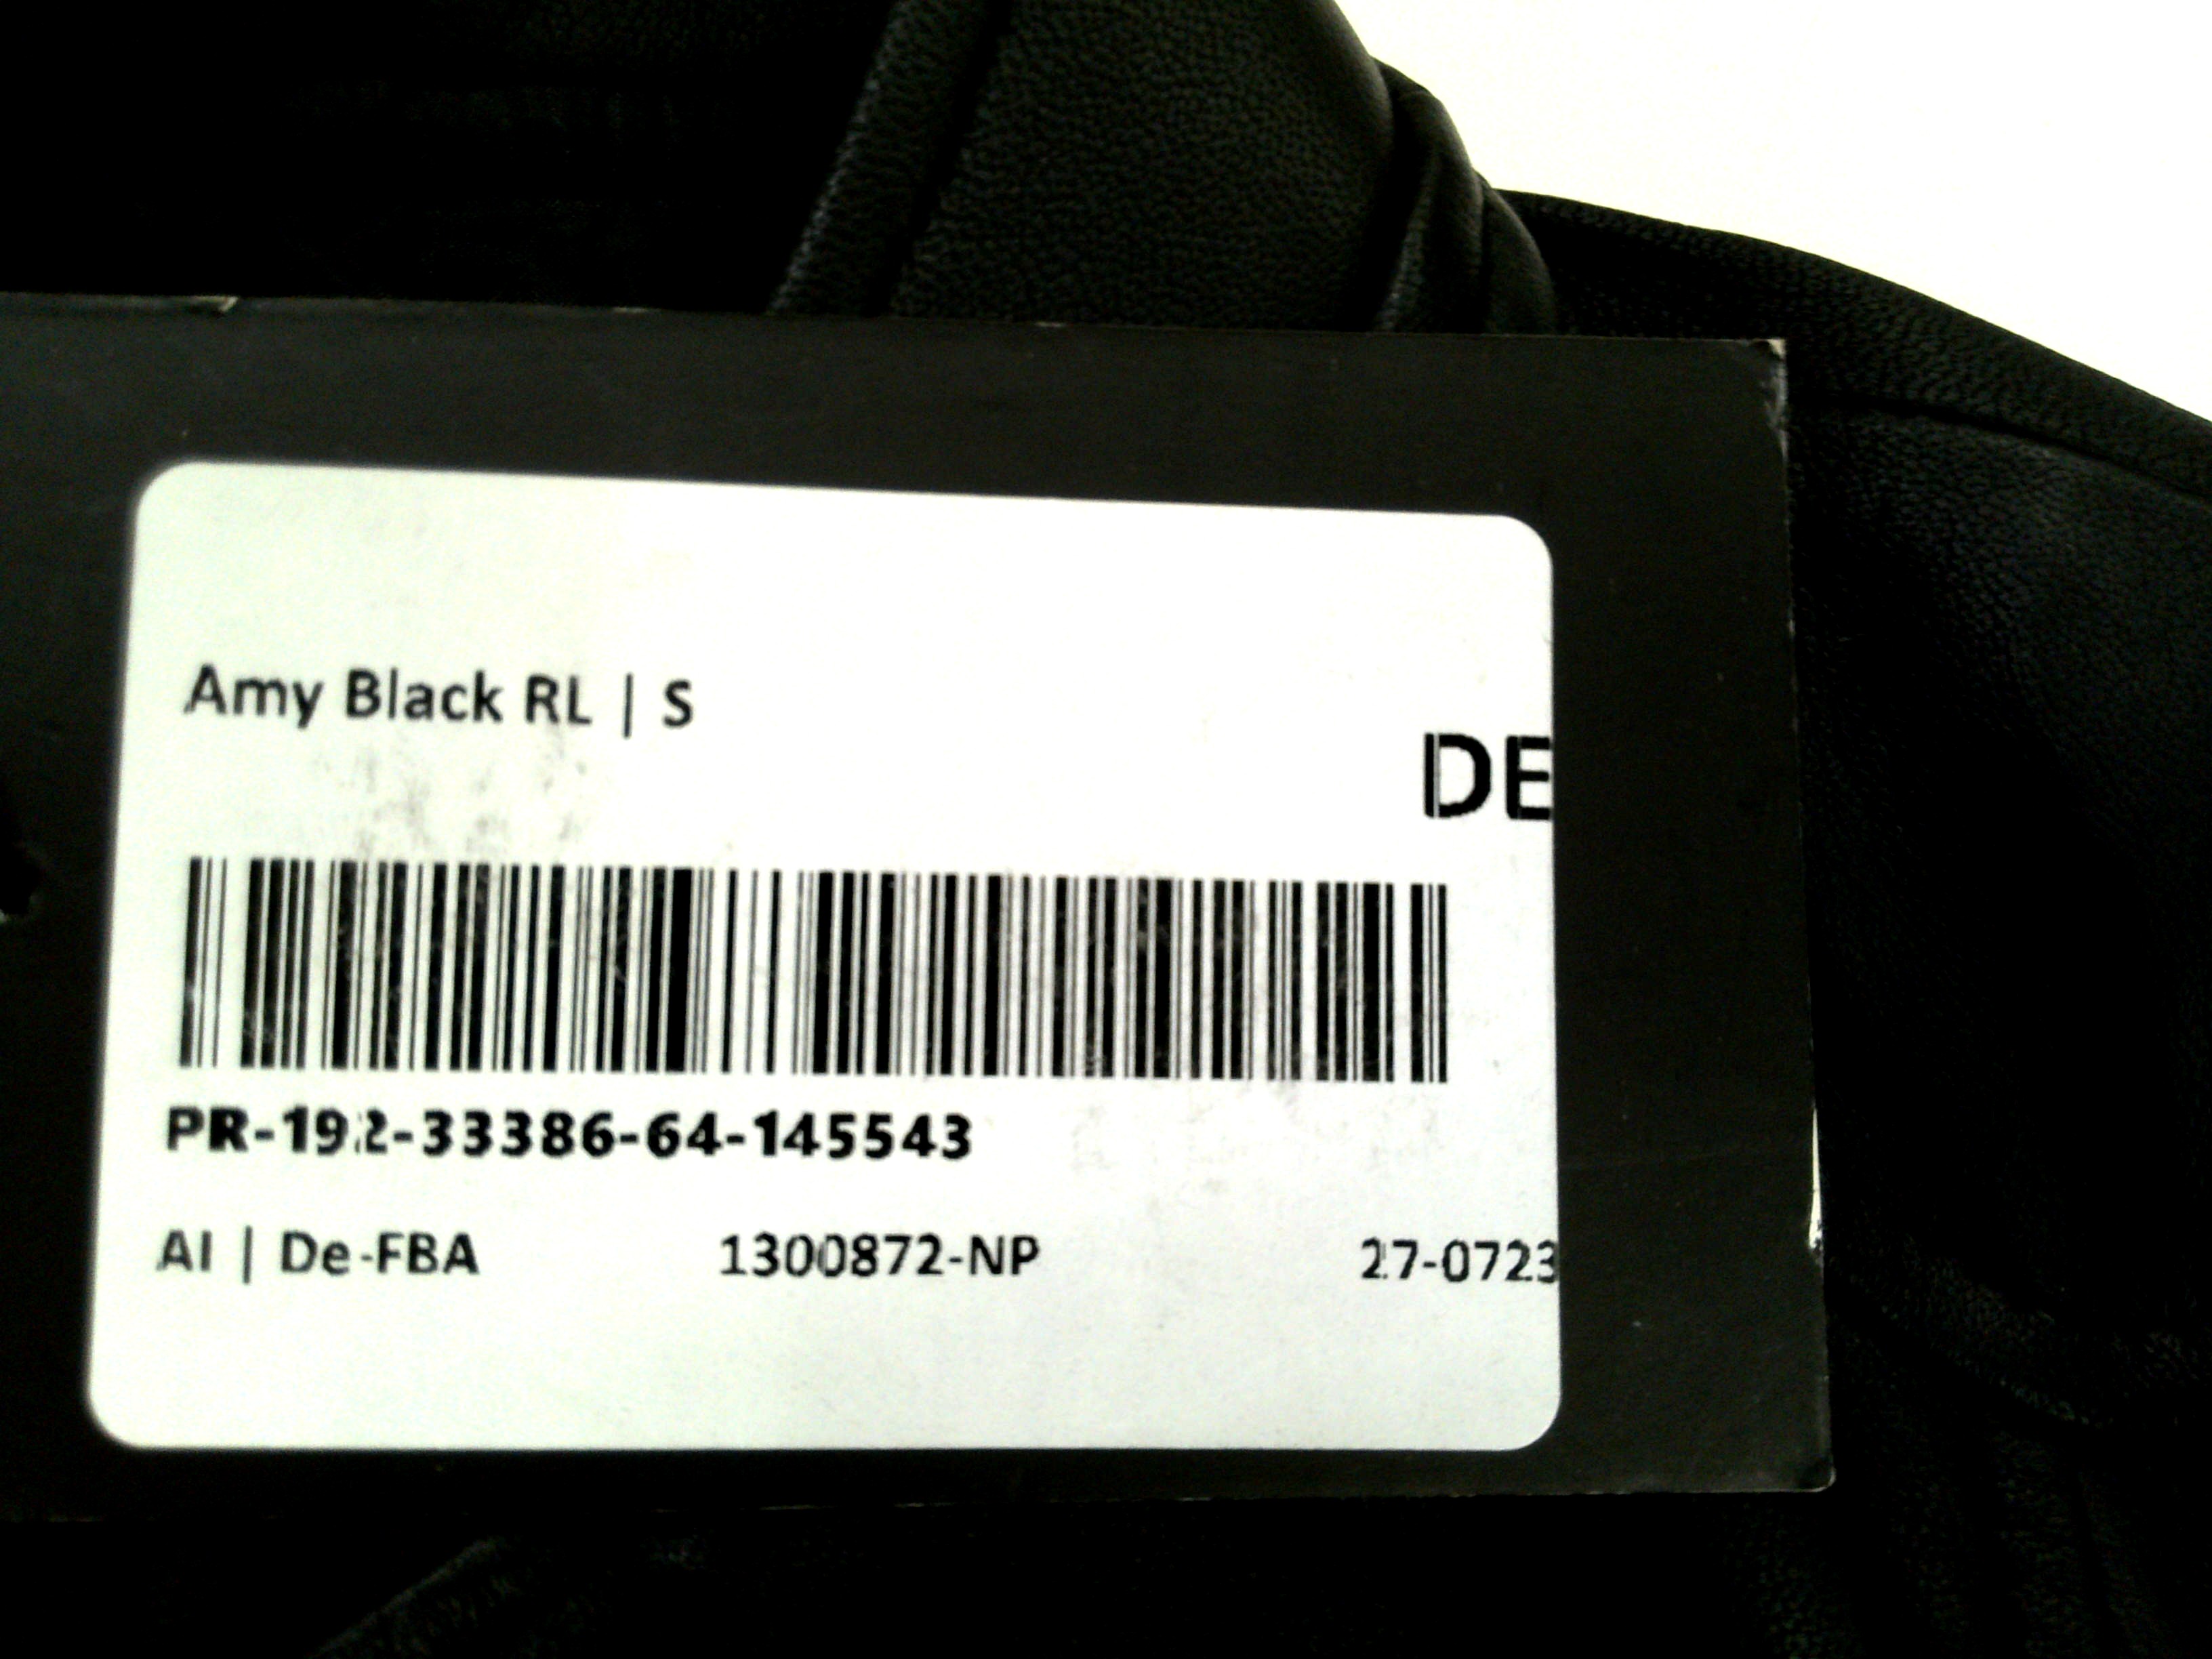 Amy Black RL | S
DE
PR-192-33386-64-145543
AI | De-FBA 1300872-NP 27-0723